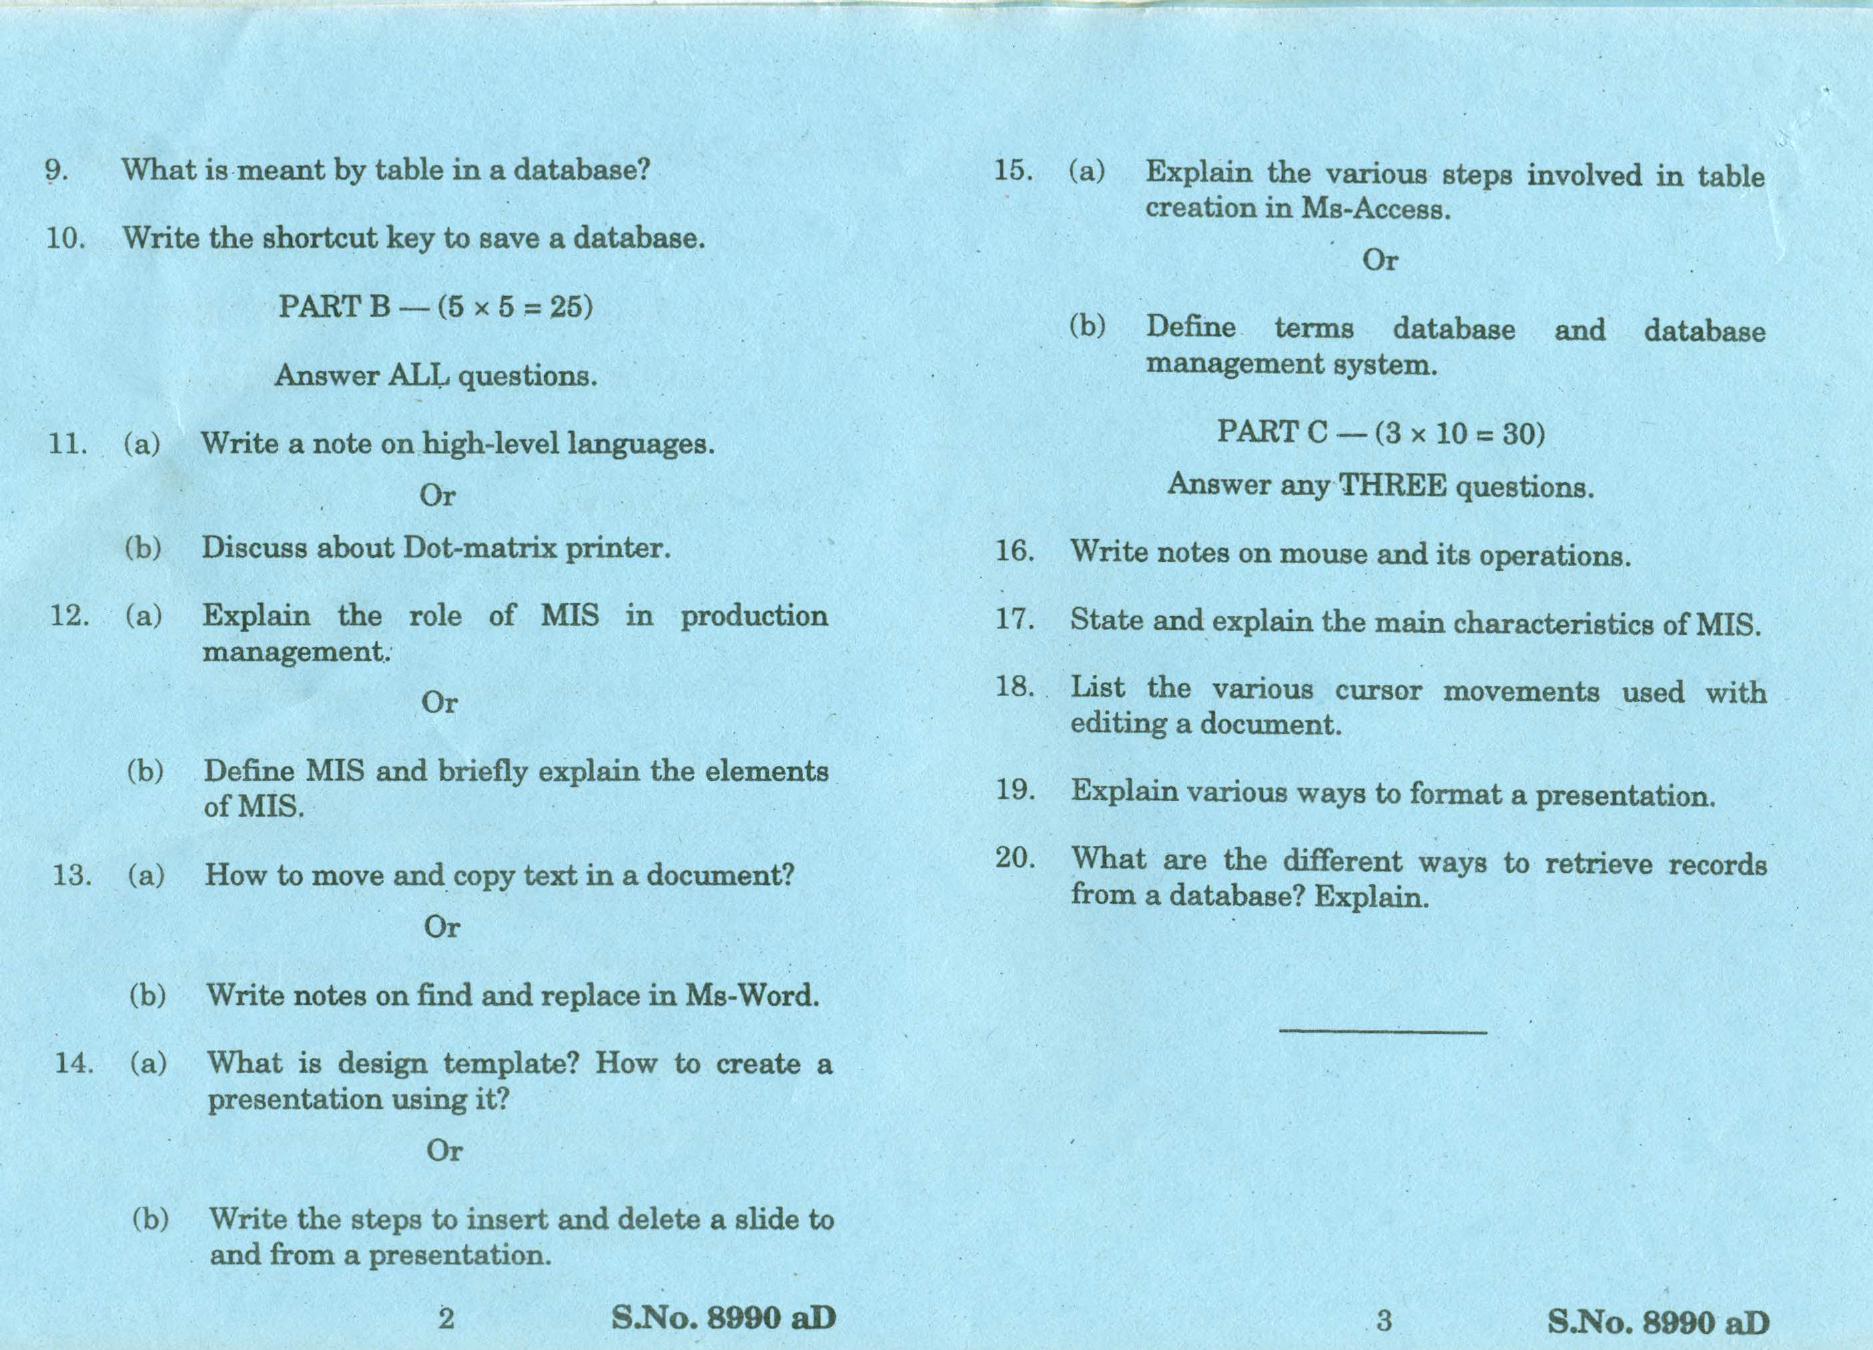 9. What is meant by table in a database?
10. Write the shortcut key to save a database.
PART B — (5 × 5 = 25)
Answer ALL questions.
11. (a) Write a note on high-level languages.
Or
(b) Discuss about Dot-matrix printer.
12. (a) Explain the role of MIS in production
management.
Or
(b) Define MIS and briefly explain the elements
of MIS.
13. (a) How to move and copy text in a document?
Or
(b) Write notes on find and replace in Ms-Word.
14. (a) What is design template? How to create a
presentation using it?
Or
(b) Write the steps to insert and delete a slide to
and from a presentation.
2 S.No. 8990 aD
15. (a) Explain the various steps involved in table
creation in Ms-Access.
Or
(b) Define terms database and database
management system.
PART C — (3 × 10 = 30)
Answer any THREE questions.
16. Write notes on mouse and its operations.
17. State and explain the main characteristics of MIS.
18. List the various cursor movements used with
editing a document.
19. Explain various ways to format a presentation.
20. What are the different ways to retrieve records
from a database? Explain.
3 S.No. 8990 aD